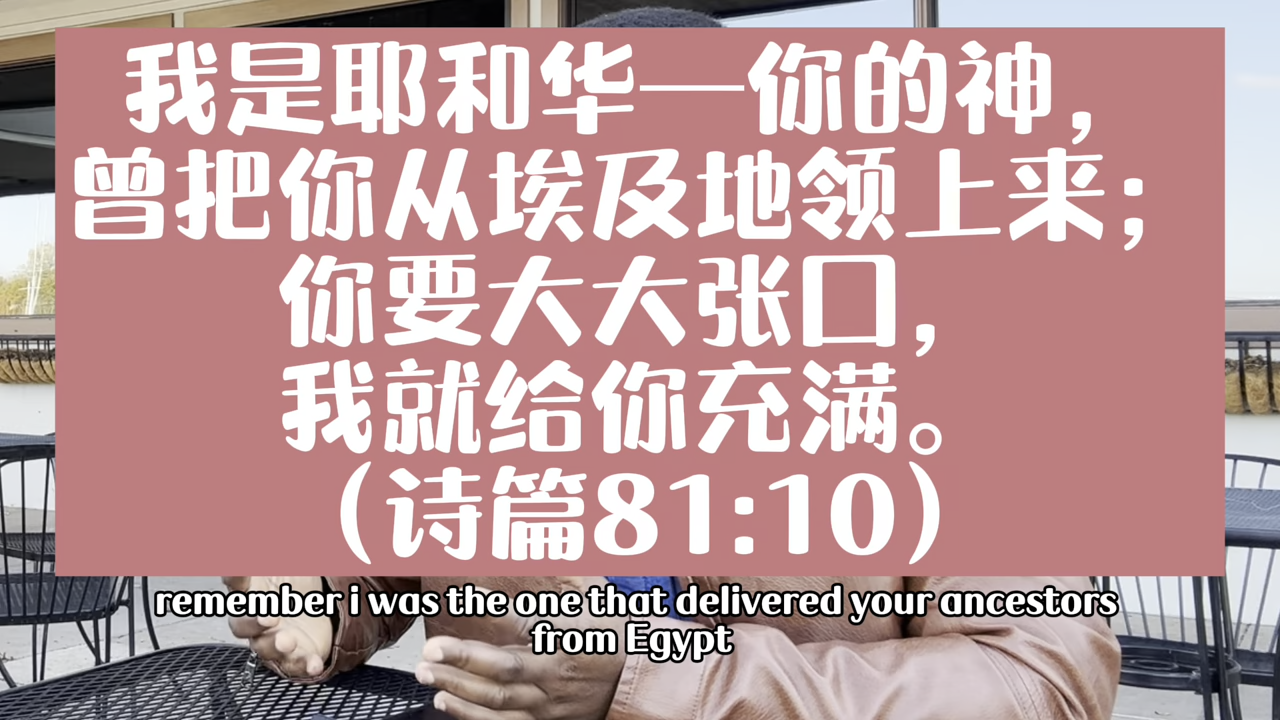 我是耶和华—你的神，
曾把你从埃及地领上来；
你要大大张口，
我就给你充满。
（诗篇81:10）
remember i was the one that delivered your ancestors
from Egypt